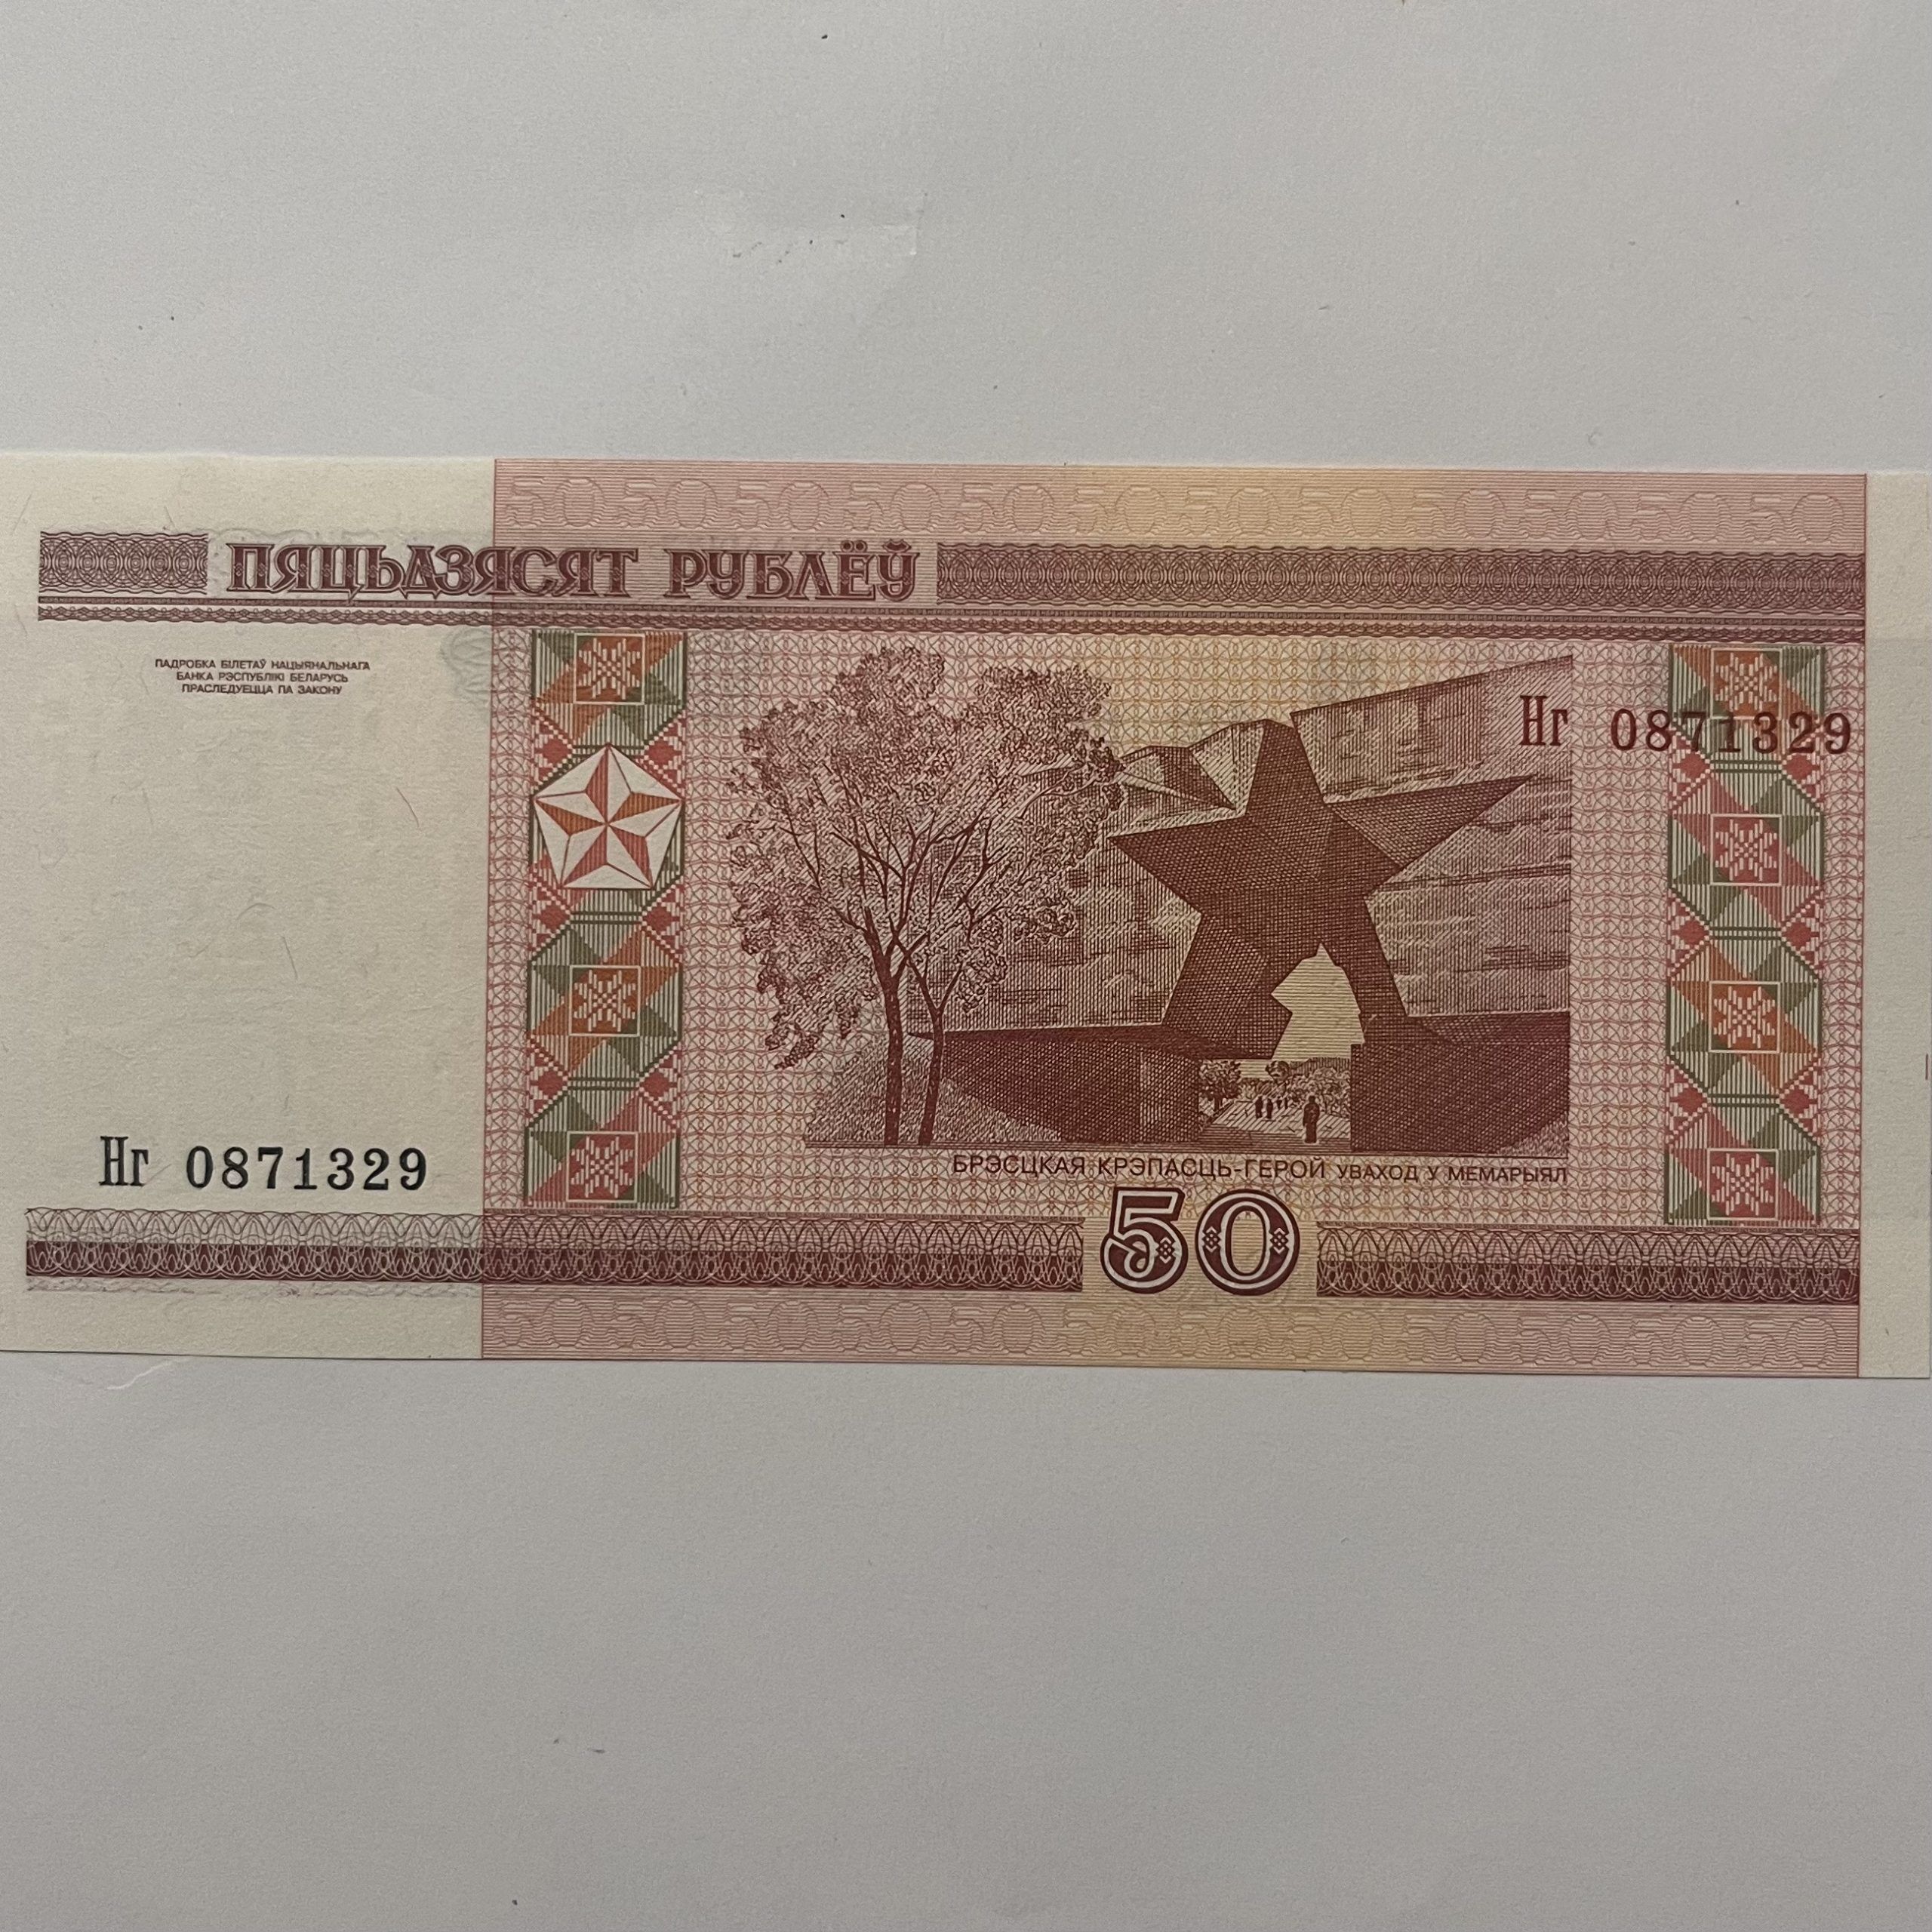 ПЯЦЬДЗЯСЯТ РУБЛЁЎ
ПАДРОБКА БІЛЕТАЎ НАЦЫЯНАЛЬНАГА
БАНКА РЭСПУБЛІКІ БЕЛАРУСЬ
ПРАСЛЕДУЕЦЦА ПА ЗАКОНУ
Нг 0871329
Нг 0871329
БРЭСЦКАЯ КРЭПАСЦЬ-ГЕРОЙ УВАХОД У МЕМАРЫЯЛ
50